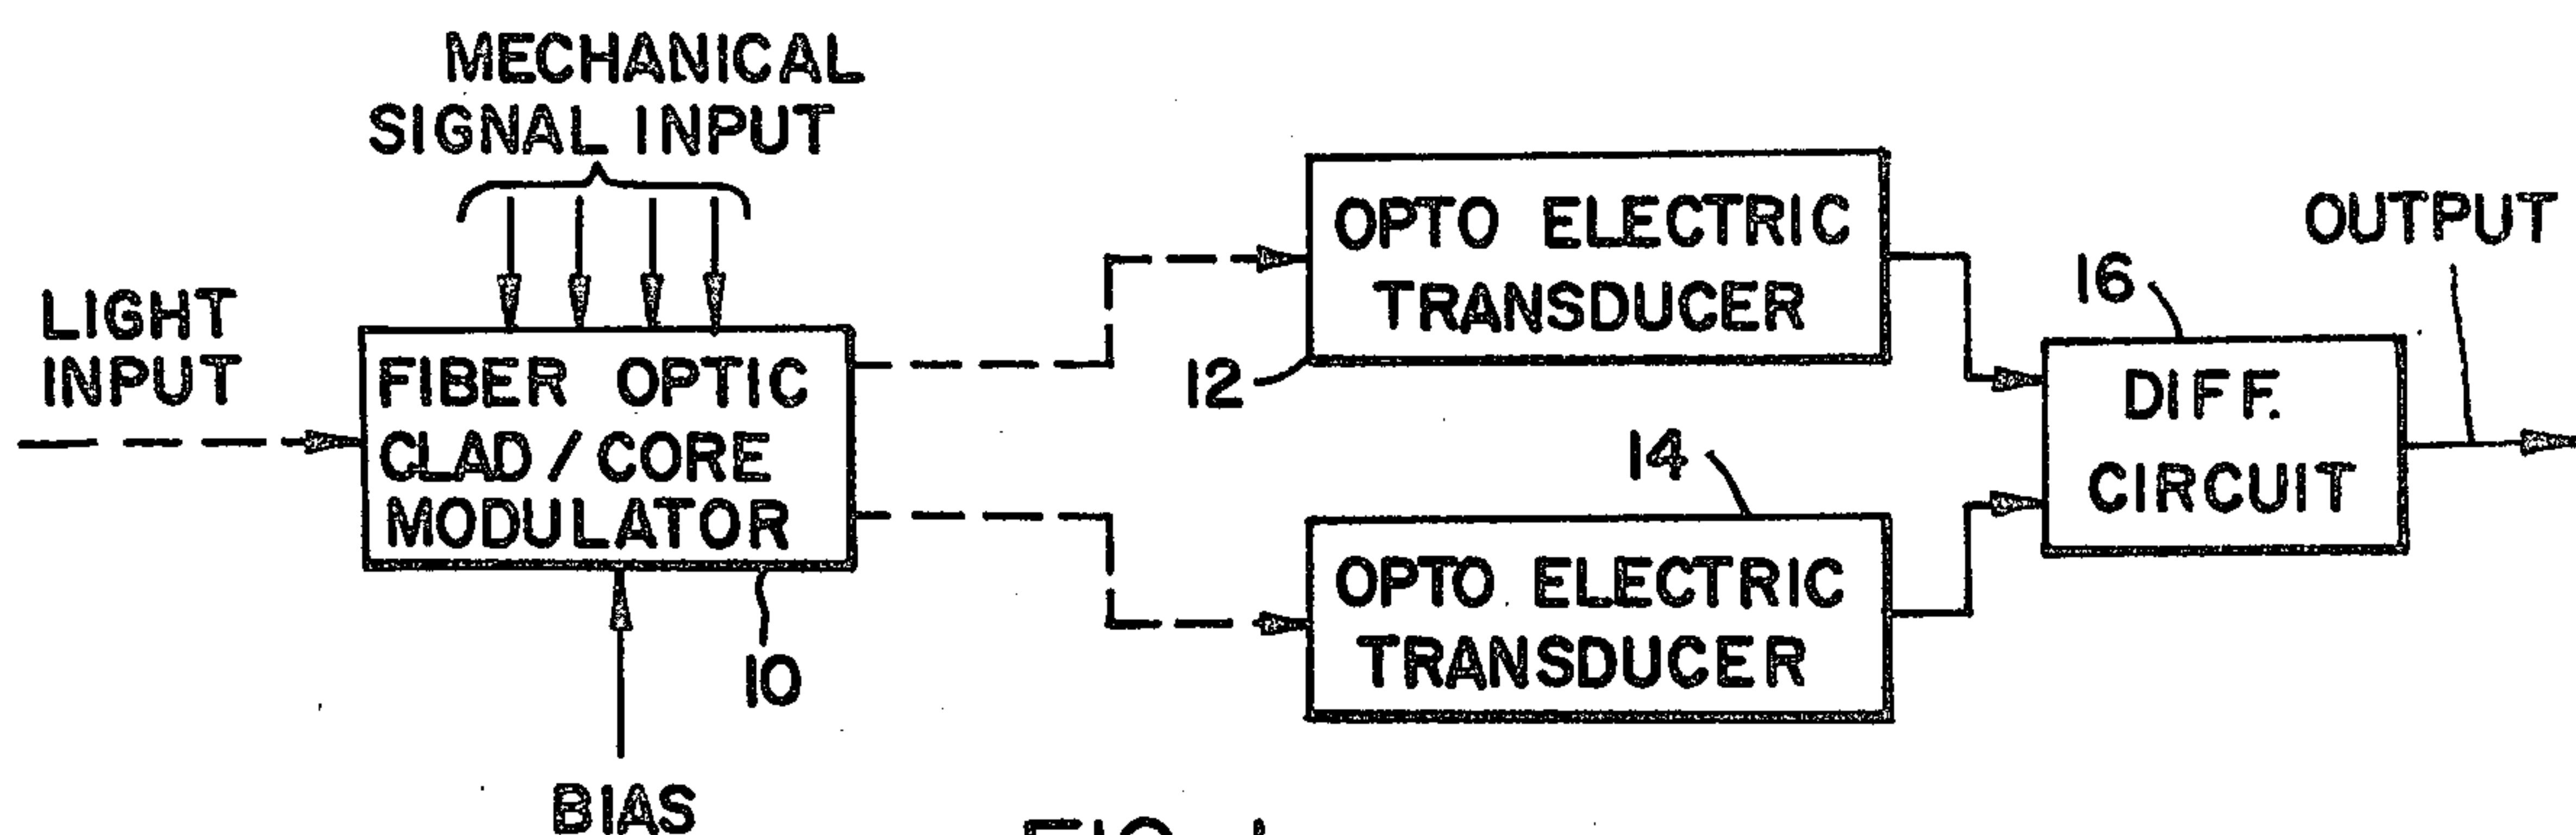 MECHANICAL
SIGNAL INPUT
LIGHT
INPUT
FIBER OPTIC
CLAD / CORE
MODULATOR
10
BIAS
OPTO ELECTRIC
TRANSDUCER
12
14
OPTO ELECTRIC
TRANSDUCER
16
DIFF.
CIRCUIT
OUTPUT